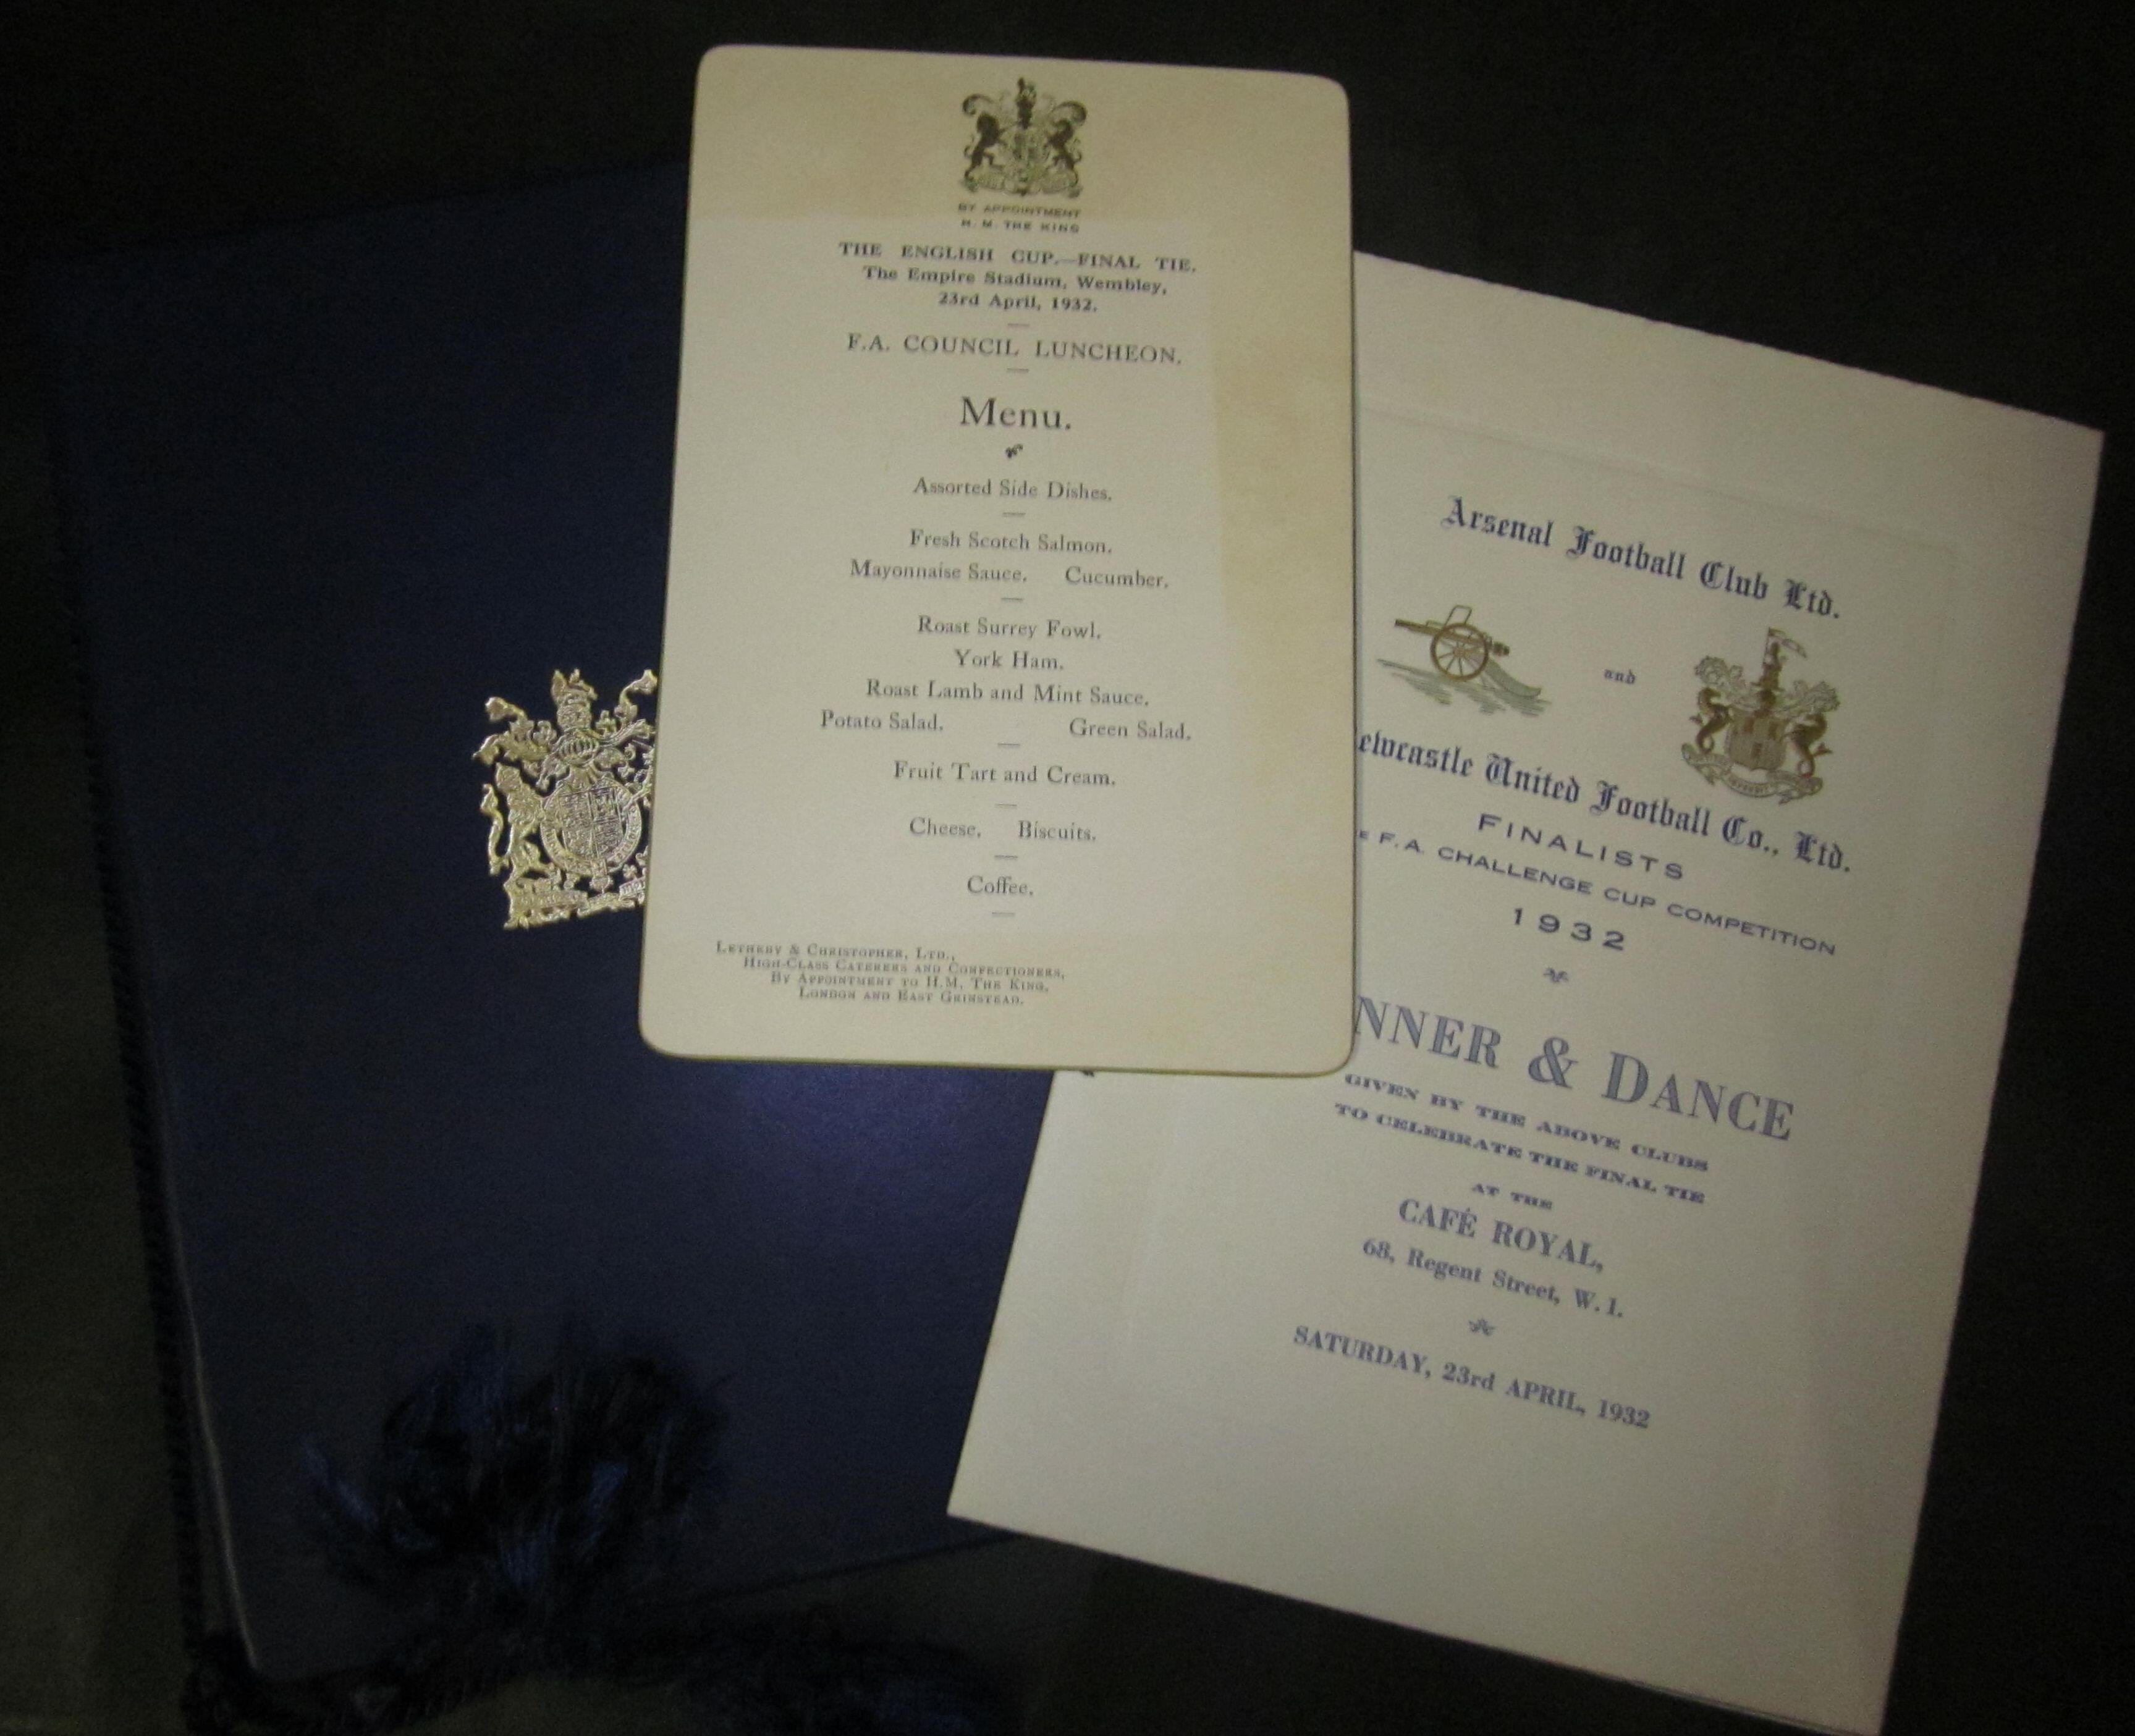 BY APPOINTMENT
H. M. THE KING
THE ENGLISH CUP.—FINAL TIE.
The Empire Stadium, Wembley,
23rd April, 1932.
F.A. COUNCIL LUNCHEON.
Menu.
Assorted Side Dishes.
Fresh Scotch Salmon.
Mayonnaise Sauce. Cucumber.
Roast Surrey Fowl.
York Ham.
Roast Lamb and Mint Sauce.
Potato Salad. Green Salad.
Fruit Tart and Cream.
Cheese. Biscuits.
Coffee.
LETHEBY & CHRISTOPHER, LTD.,
HIGH-CLASS CATERERS AND CONFECTIONERS,
BY APPOINTMENT TO H.M. THE KING,
LONDON AND EAST GRINSTEAD.
Arsenal Football Club Ltd.
and
ewcastle United Football Co., Ltd.
FINALISTS
E F.A. CHALLENGE CUP COMPETITION
1932
NNER & DANCE
GIVEN BY THE ABOVE CLUBS
TO CELEBRATE THE FINAL TIE
AT THE
CAFÉ ROYAL,
68, Regent Street, W.1.
SATURDAY, 23rd APRIL, 1932